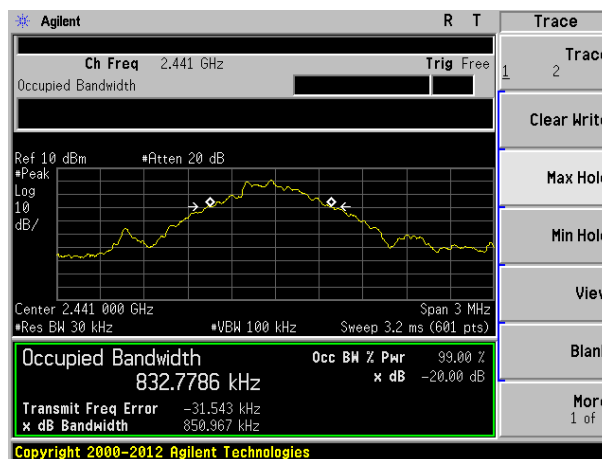 Agilent R T Trace
Ch Freq 2.441 GHz Trig Free
Occupied Bandwidth
Trace
1 2
Clear Write
Max Hold
Min Hold
View
Blank
More
1 of
Ref 10 dBm #Atten 20 dB
#Peak
Log
10
dB/
Center 2.441 000 GHz Span 3 MHz
#Res BW 30 kHz #VBW 100 kHz Sweep 3.2 ms (601 pts)
Occupied Bandwidth Occ BW % Pwr 99.00 %
832.7786 kHz x dB -20.00 dB
Transmit Freq Error -31.543 kHz
x dB Bandwidth 850.967 kHz
Copyright 2000-2012 Agilent Technologies